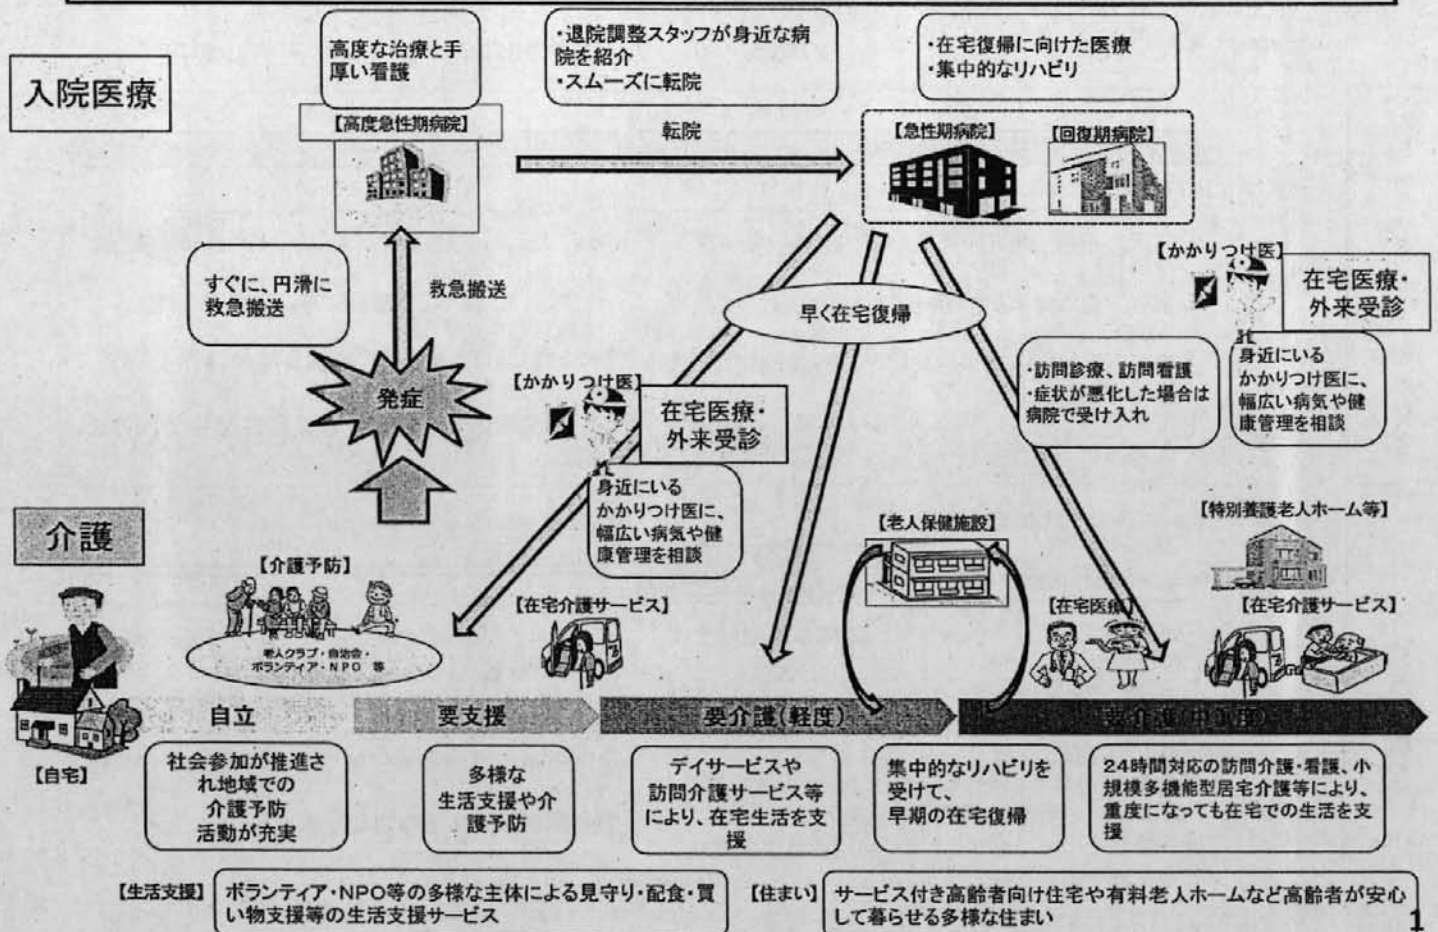 入院医療
高度な治療と手
厚い看護
【高度急性期病院】
・退院調整スタッフが身近な病
院を紹介
・スムーズに転院
転院
・在宅復帰に向けた医療
・集中的なリハビリ
【急性期病院】
【回復期病院】
すぐに、円滑に
救急搬送
救急搬送
発症
早く在宅復帰
【かかりつけ医】
在宅医療・
外来受診
身近にいる
かかりつけ医に、
幅広い病気や健
康管理を相談
・訪問診療、訪問看護
・症状が悪化した場合は
病院で受け入れ
【かかりつけ医】
在宅医療・
外来受診
身近にいる
かかりつけ医に、
幅広い病気や健
康管理を相談
介護
【介護予防】
老人クラブ・自治会・
ボランティア・NPO 等
【在宅介護サービス】
【老人保健施設】
【特別養護老人ホーム等】
【在宅医療】
【在宅介護サービス】
【自宅】
自立
要支援
要介護(軽度)
要介護(中重度)
社会参加が推進さ
れ地域での
介護予防
活動が充実
多様な
生活支援や介
護予防
デイサービスや
訪問介護サービス等
により、在宅生活を支
援
集中的なリハビリを
受けて、
早期の在宅復帰
24時間対応の訪問介護・看護、小
規模多機能型居宅介護等により、
重度になっても在宅での生活を支
援
【生活支援】
ボランティア・NPO等の多様な主体による見守り・配食・買
い物支援等の生活支援サービス
【住まい】
サービス付き高齢者向け住宅や有料老人ホームなど高齢者が安心
して暮らせる多様な住まい
1